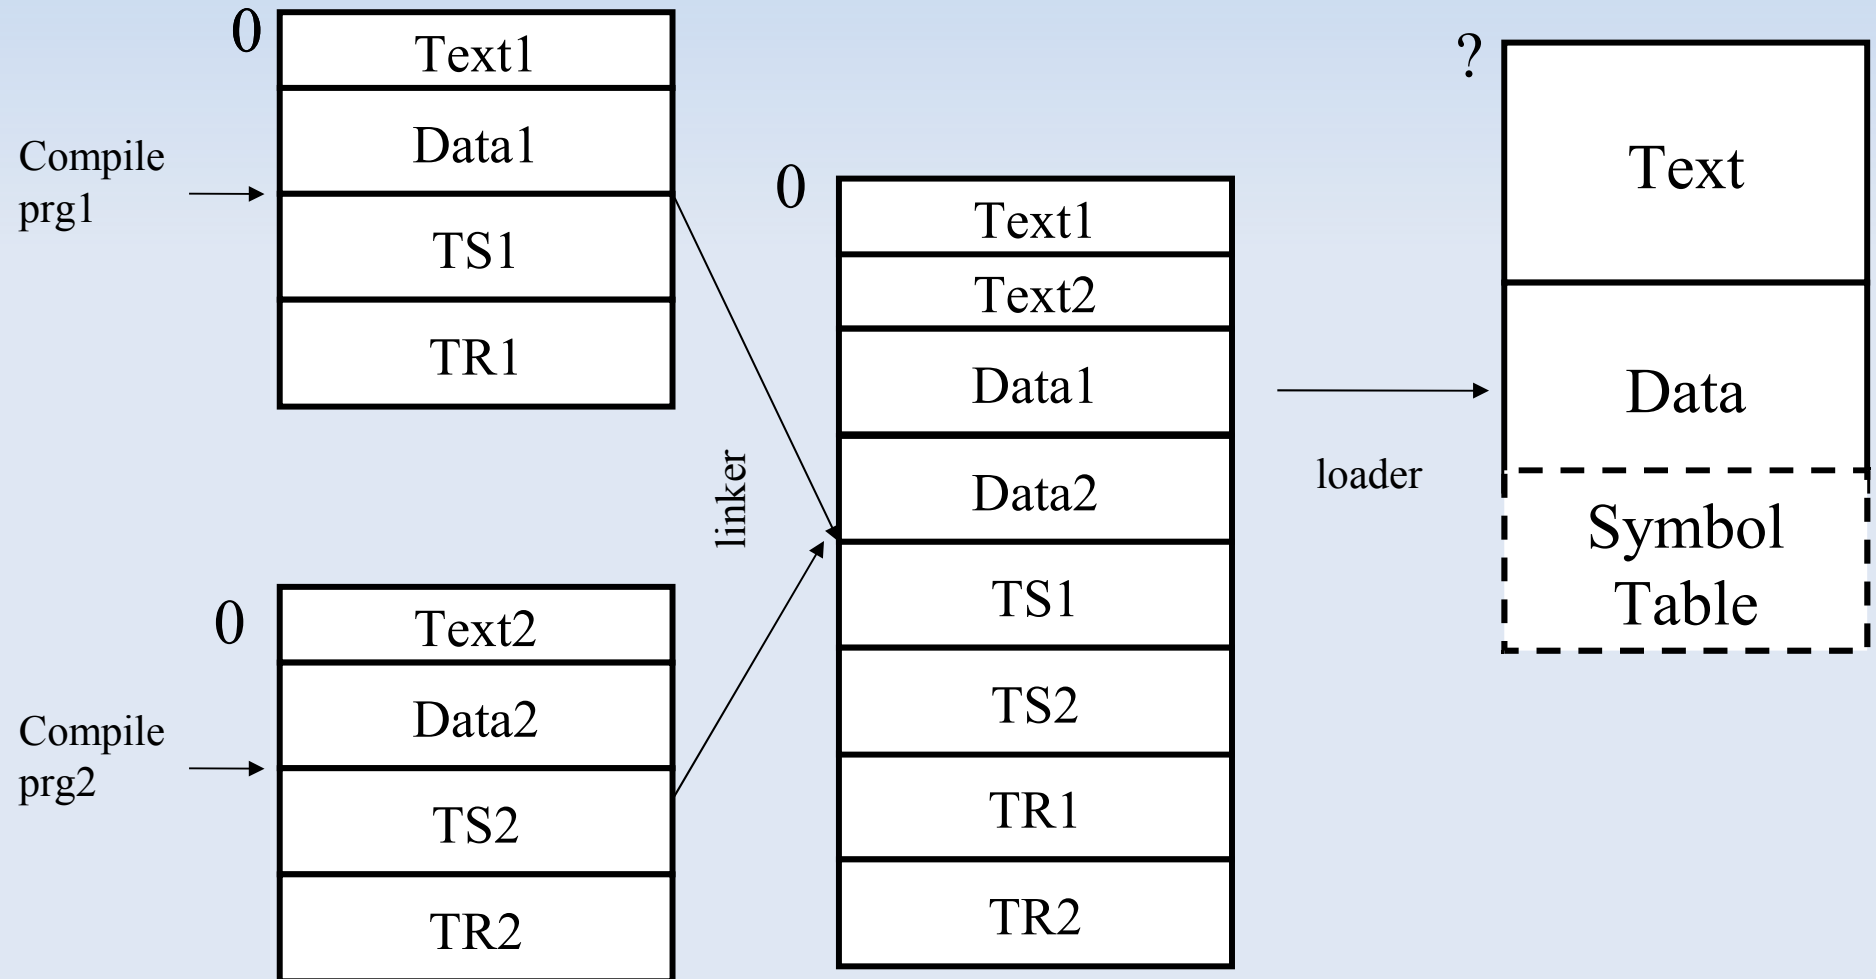 Compile
prg1
0
Text1
Data1
TS1
TR1
Compile
prg2
0
Text2
Data2
TS2
TR2
linker
0
Text1
Text2
Data1
Data2
TS1
TS2
TR1
TR2
loader
?
Text
Data
Symbol
Table